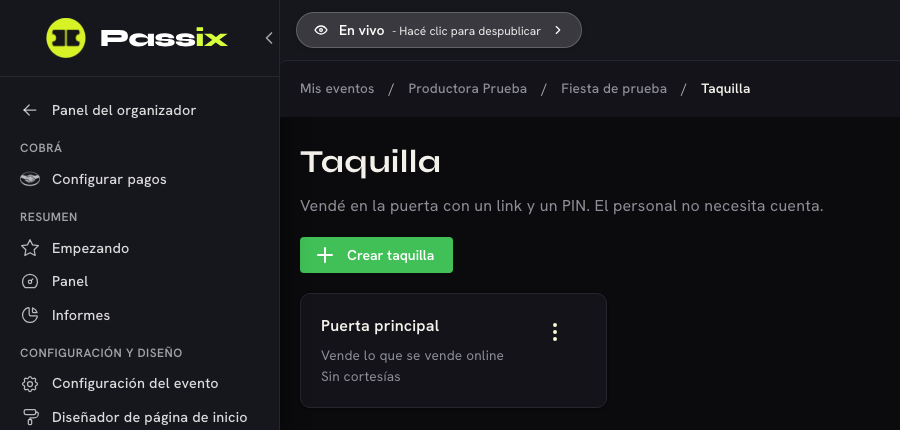 Passix
En vivo - Hacé clic para despublicar
Mis eventos / Productora Prueba / Fiesta de prueba / Taquilla
Panel del organizador
COBRÁ
Configurar pagos
RESUMEN
Empezando
Panel
Informes
CONFIGURACIÓN Y DISEÑO
Configuración del evento
Diseñador de página de inicio
Taquilla
Vendé en la puerta con un link y un PIN. El personal no necesita cuenta.
Crear taquilla
Puerta principal
Vende lo que se vende online
Sin cortesías